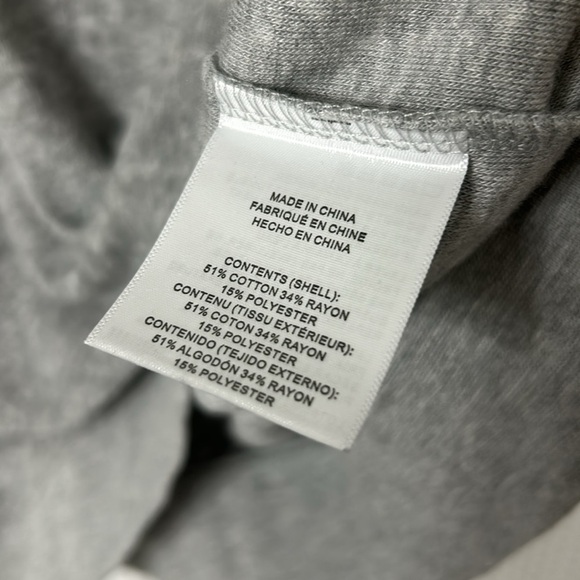 MADE IN CHINA
FABRIQUÉ EN CHINE
HECHO EN CHINA
CONTENTS (SHELL):
51% COTTON 34% RAYON
15% POLYESTER
CONTENU (TISSU EXTÉRIEUR):
51% COTON 34% RAYON
15% POLYESTER
CONTENIDO (TEJIDO EXTERNO):
51% ALGODÓN 34% RAYON
15% POLYESTER